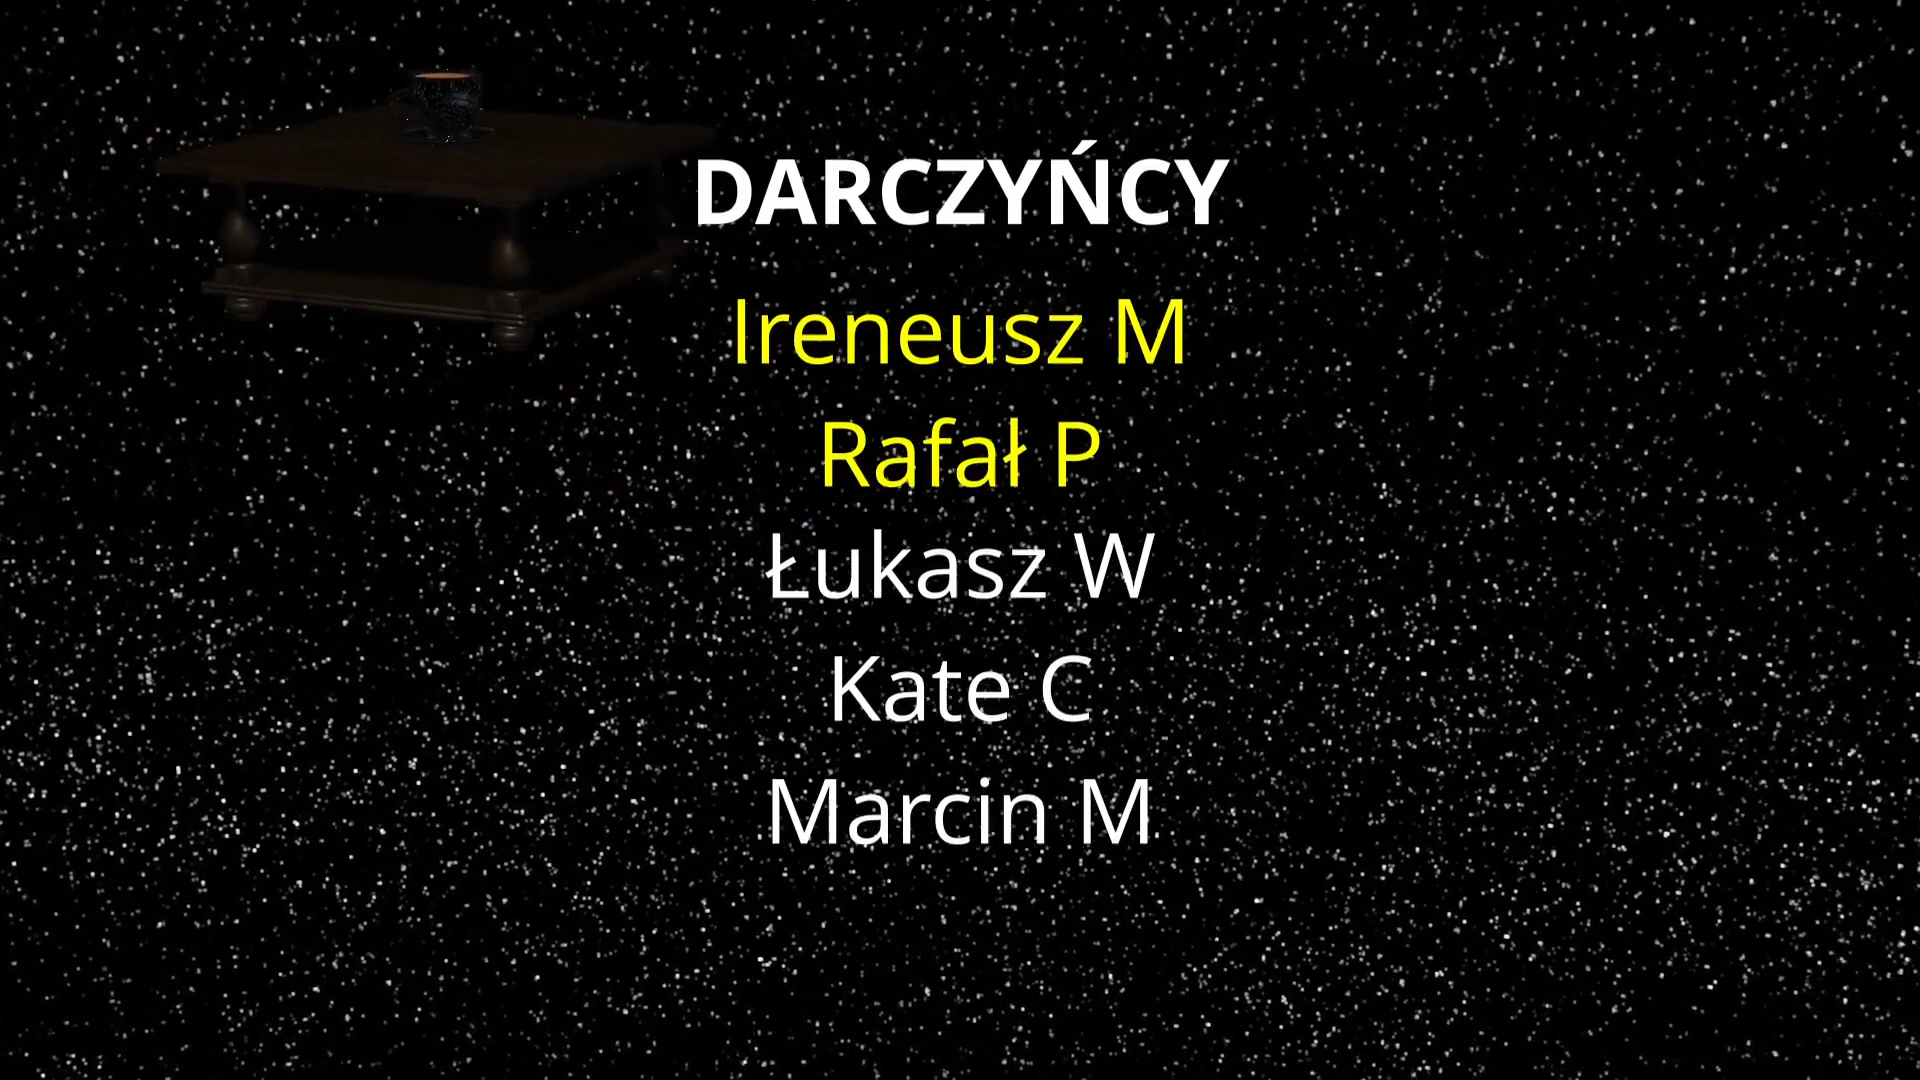 DARCZYŃCY
Ireneusz M
Rafał P
Łukasz W
Kate C
Marcin M